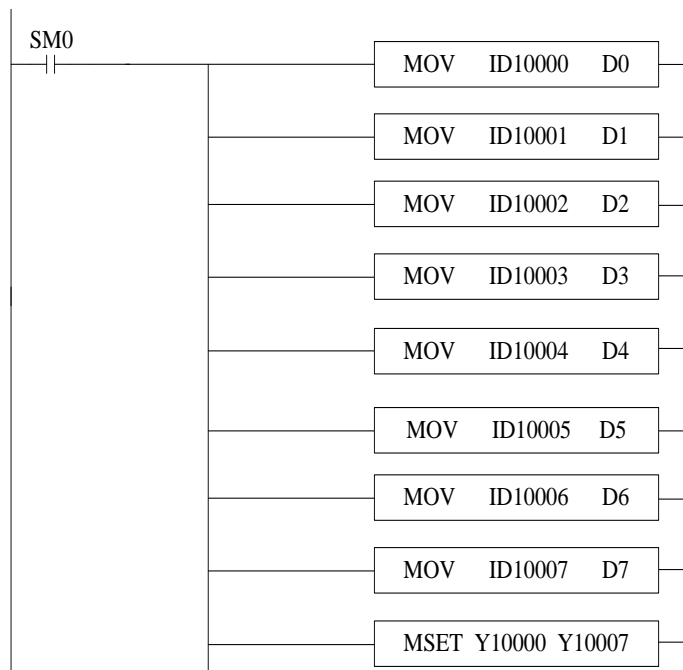 SM0
MOV ID10000 D0
MOV ID10001 D1
MOV ID10002 D2
MOV ID10003 D3
MOV ID10004 D4
MOV ID10005 D5
MOV ID10006 D6
MOV ID10007 D7
MSET Y10000 Y10007